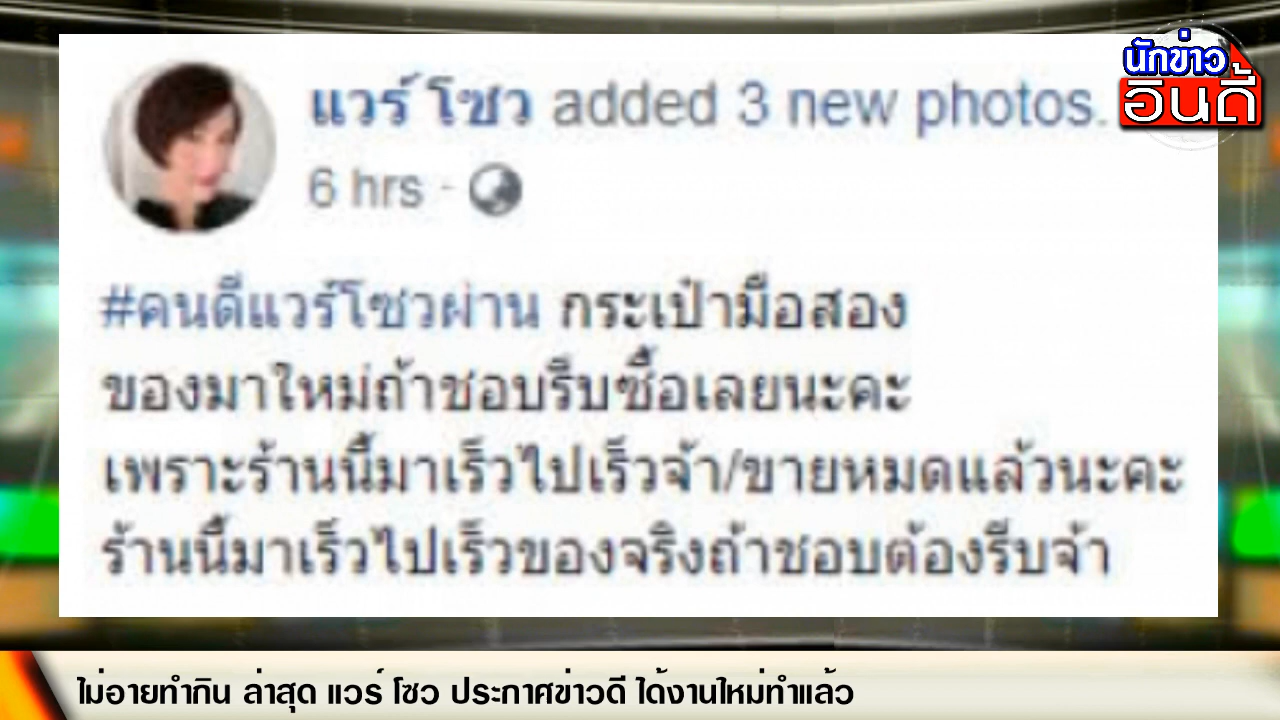 นักข่าว
อินดี้
แวร์ โซว added 3 new photos.
6 hrs -
#คนดีแวร์โซวผ่าน กระเป๋ามือสอง
ของมาใหม่ถ้าชอบรีบซื้อเลยนะคะ
เพราะร้านนี้มาเร็วไปเร็วจ้า/ขายหมดแล้วนะคะ
ร้านนี้มาเร็วไปเร็วของจริงถ้าชอบต้องรีบจ้า
ไม่อายทำกิน ล่าสุด แวร์ โซว ประกาศข่าวดี ได้งานใหม่ทำแล้ว